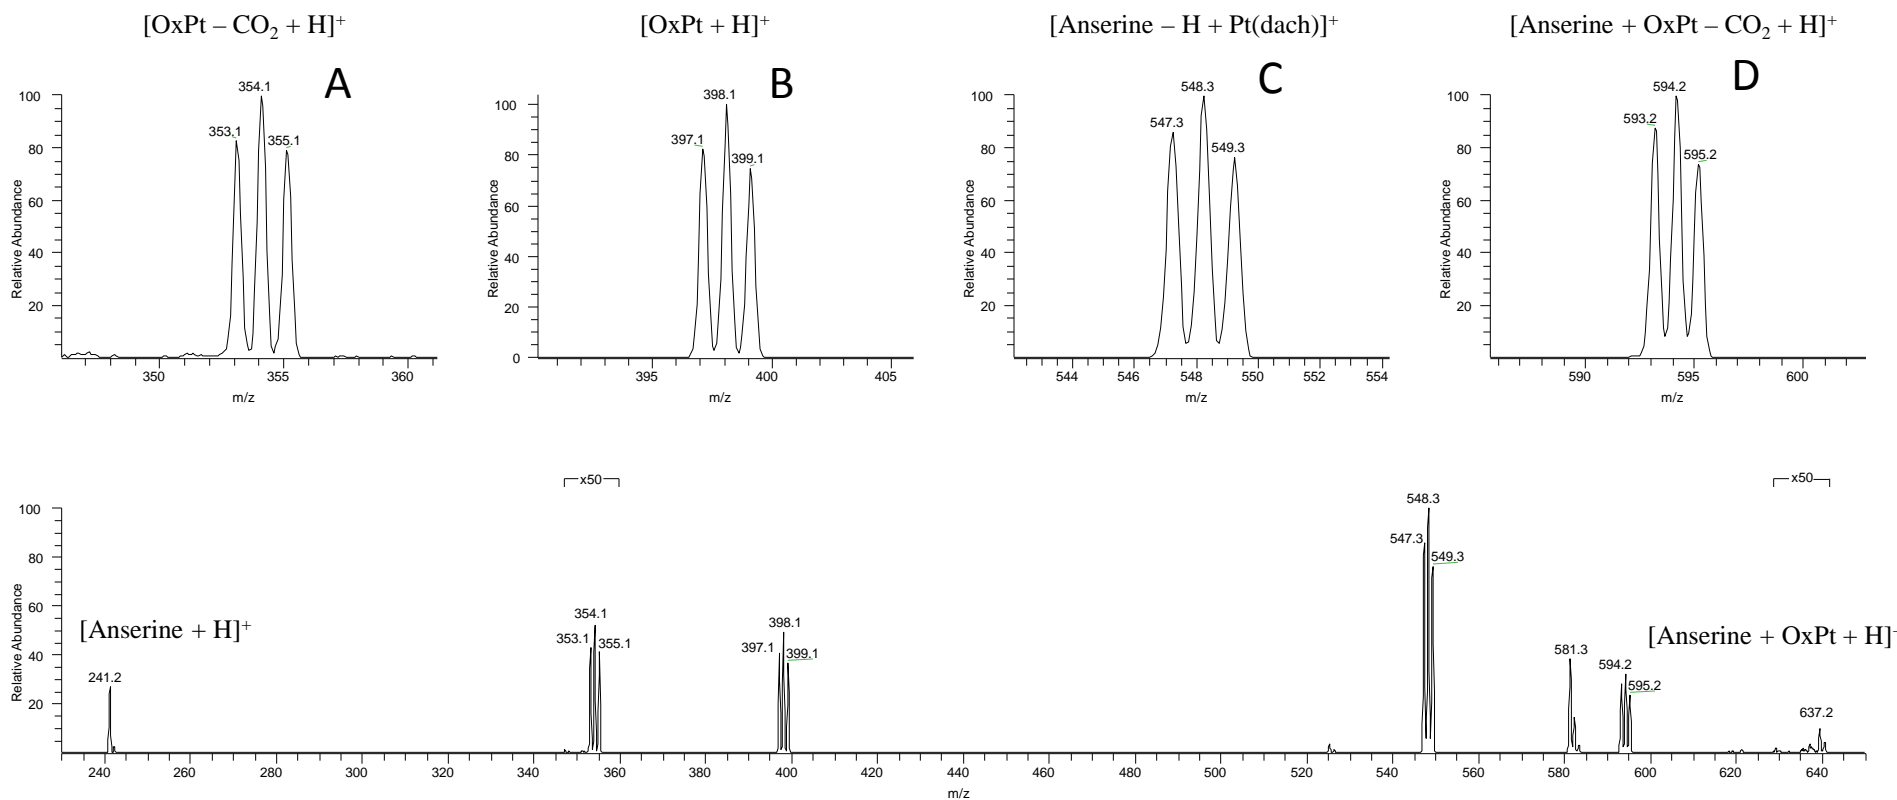 [OxPt – CO₂ + H]⁺
[OxPt + H]⁺
[Anserine – H + Pt(dach)]⁺
[Anserine + OxPt – CO₂ + H]⁺
A
353.1
354.1
355.1
100
80
60
40
20
Relative Abundance
350
355
360
m/z
B
397.1
398.1
399.1
100
80
60
40
20
0
Relative Abundance
395
400
405
m/z
C
547.3
548.3
549.3
100
80
60
40
20
Relative Abundance
544
546
548
550
552
554
m/z
D
593.2
594.2
595.2
100
80
60
40
20
Relative Abundance
590
595
600
m/z
x50
x50
100
80
60
40
20
Relative Abundance
[Anserine + H]⁺
241.2
353.1
354.1
355.1
397.1
398.1
399.1
547.3
548.3
549.3
581.3
594.2
595.2
[Anserine + OxPt + H]⁺
637.2
240 260 280 300 320 340 360 380 400 420 440 460 480 500 520 540 560 580 600 620 640
m/z